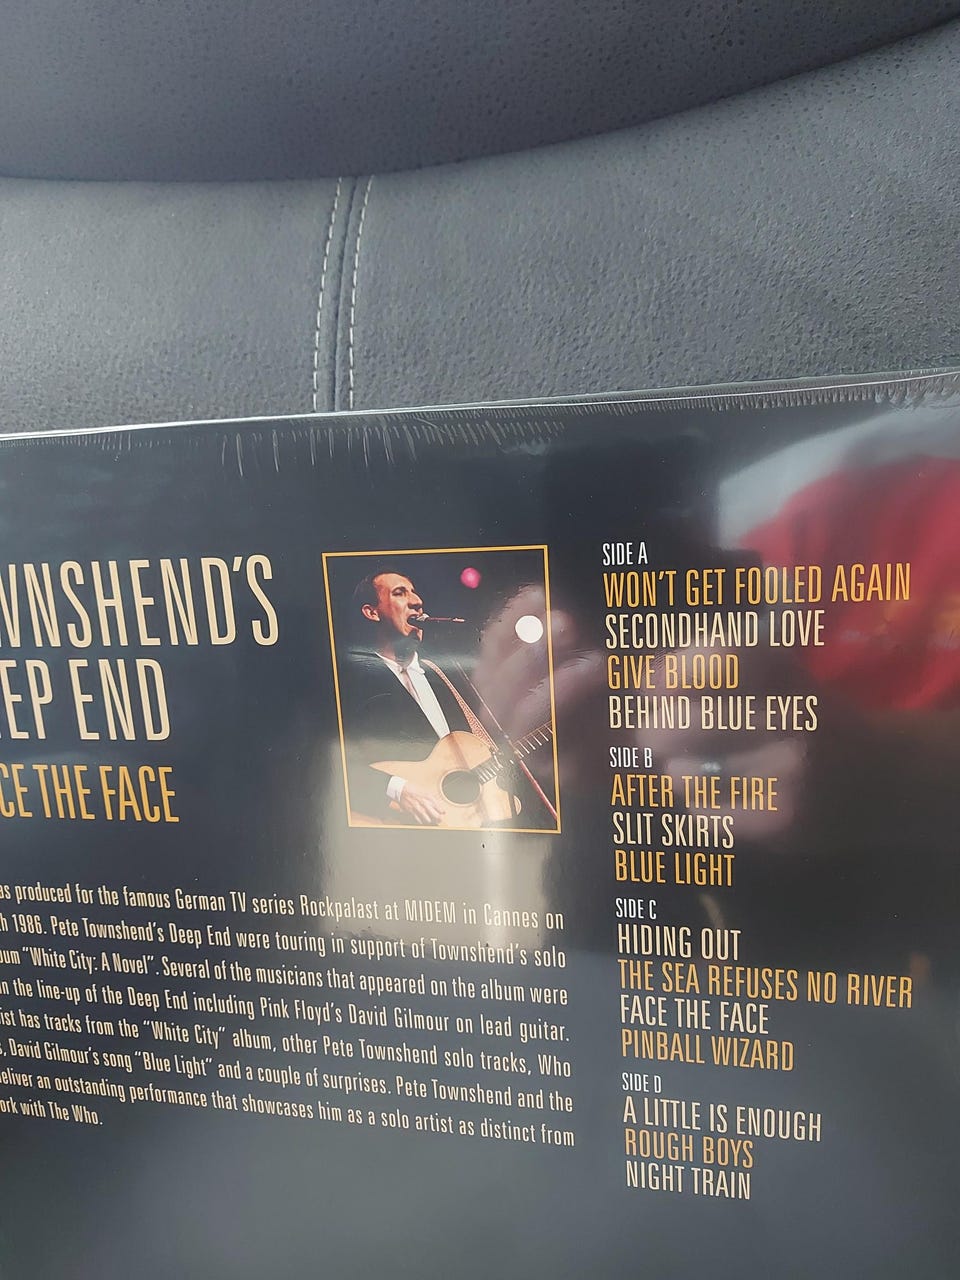 WNSHEND'S
EP END
CE THE FACE
as produced for the famous German TV series Rockpalast at MIDEM in Cannes on
h 1986. Pete Townshend's Deep End were touring in support of Townshend's solo
um "White City: A Novel". Several of the musicians that appeared on the album were
n the line-up of the Deep End including Pink Floyd's David Gilmour on lead guitar.
ist has tracks from the "White City" album, other Pete Townshend solo tracks, Who
s, David Gilmour's song "Blue Light" and a couple of surprises. Pete Townshend and the
eliver an outstanding performance that showcases him as a solo artist as distinct from
ork with The Who.
SIDE A
WON'T GET FOOLED AGAIN
SECONDHAND LOVE
GIVE BLOOD
BEHIND BLUE EYES
SIDE B
AFTER THE FIRE
SLIT SKIRTS
BLUE LIGHT
SIDE C
HIDING OUT
THE SEA REFUSES NO RIVER
FACE THE FACE
PINBALL WIZARD
SIDE D
A LITTLE IS ENOUGH
ROUGH BOYS
NIGHT TRAIN